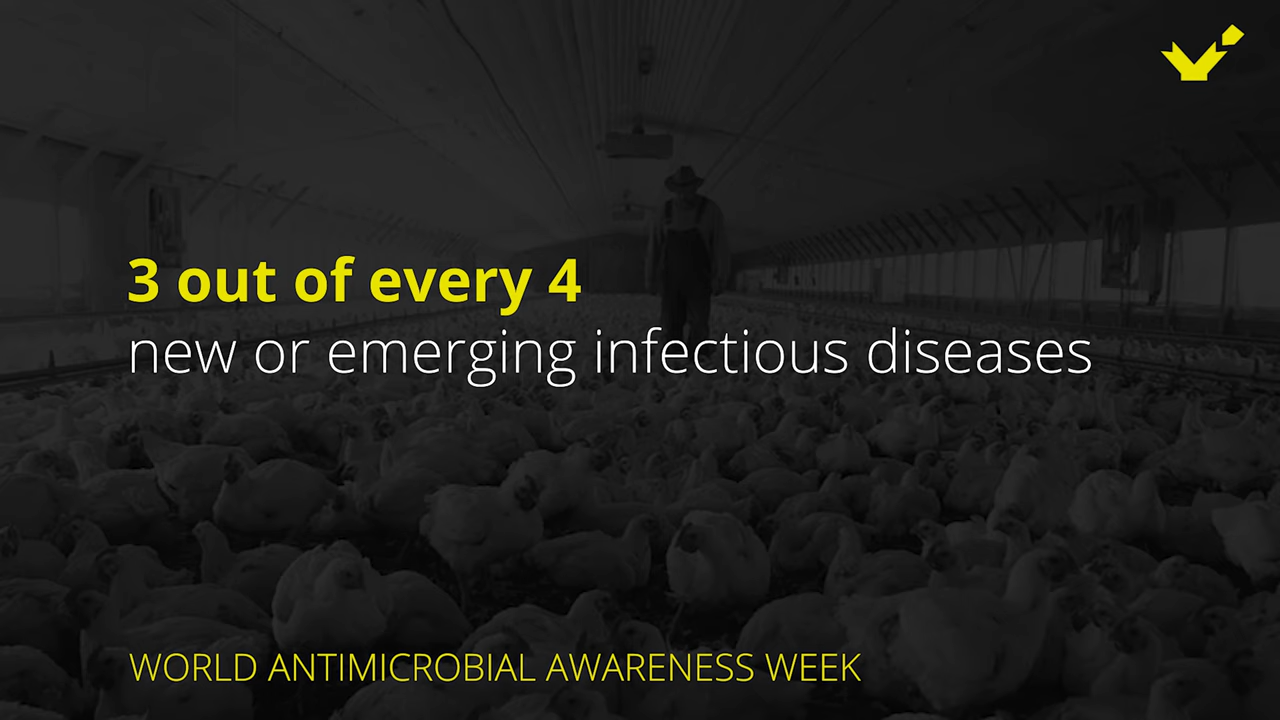 3 out of every 4
new or emerging infectious diseases
WORLD ANTIMICROBIAL AWARENESS WEEK